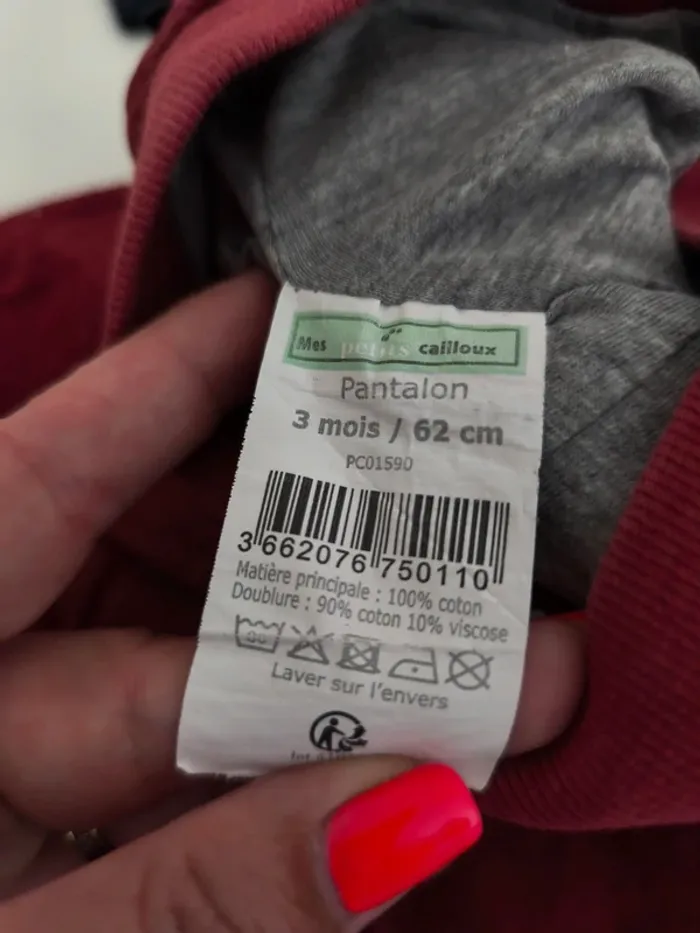 Mes petits cailloux
Pantalon
3 mois / 62 cm
PC01590
3 662076 750110
Matière principale : 100% coton
Doublure : 90% coton 10% viscose
Laver sur l'envers